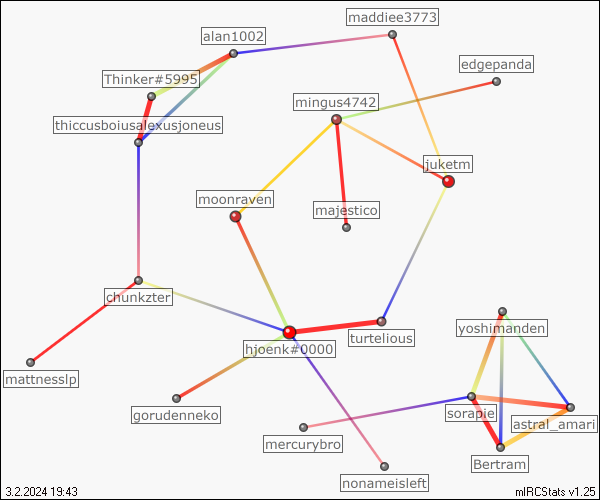 maddiee3773
alan1002
edgepanda
Thinker#5995
mingus4742
thiccusboiusalexusjoneus
juketm
moonraven
majestico
chunkzter
yoshimanden
turtelious
hjoenk#0000
mattnesslp
gorudenneko
sorapie
astral_amari
mercurybro
Bertram
nonameisleft
3.2.2024 19:43
mIRCStats v1.25